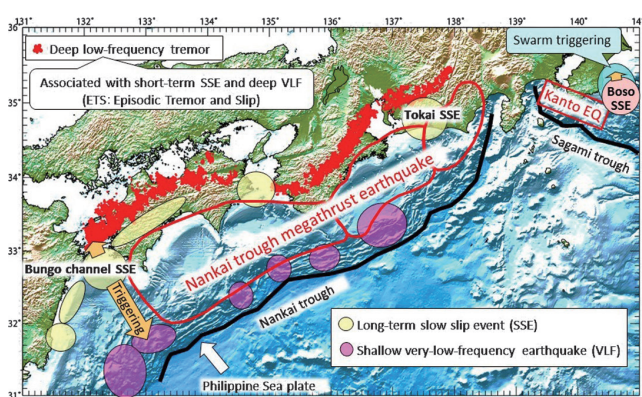 131° 132° 133° 134° 135° 136° 137° 138° 139° 140° 141°
Deep low-frequency tremor
Associated with short-term SSE and deep VLF
(ETS: Episodic Tremor and Slip)
Swarm triggering
Boso
SSE
Kanto EQ
Sagami trough
Tokai SSE
Nankai trough megathrust earthquake
Bungo channel SSE
Triggering
Nankai trough
Philippine Sea plate
Long-term slow slip event (SSE)
Shallow very-low-frequency earthquake (VLF)
36°
35°
34°
33°
32°
31°